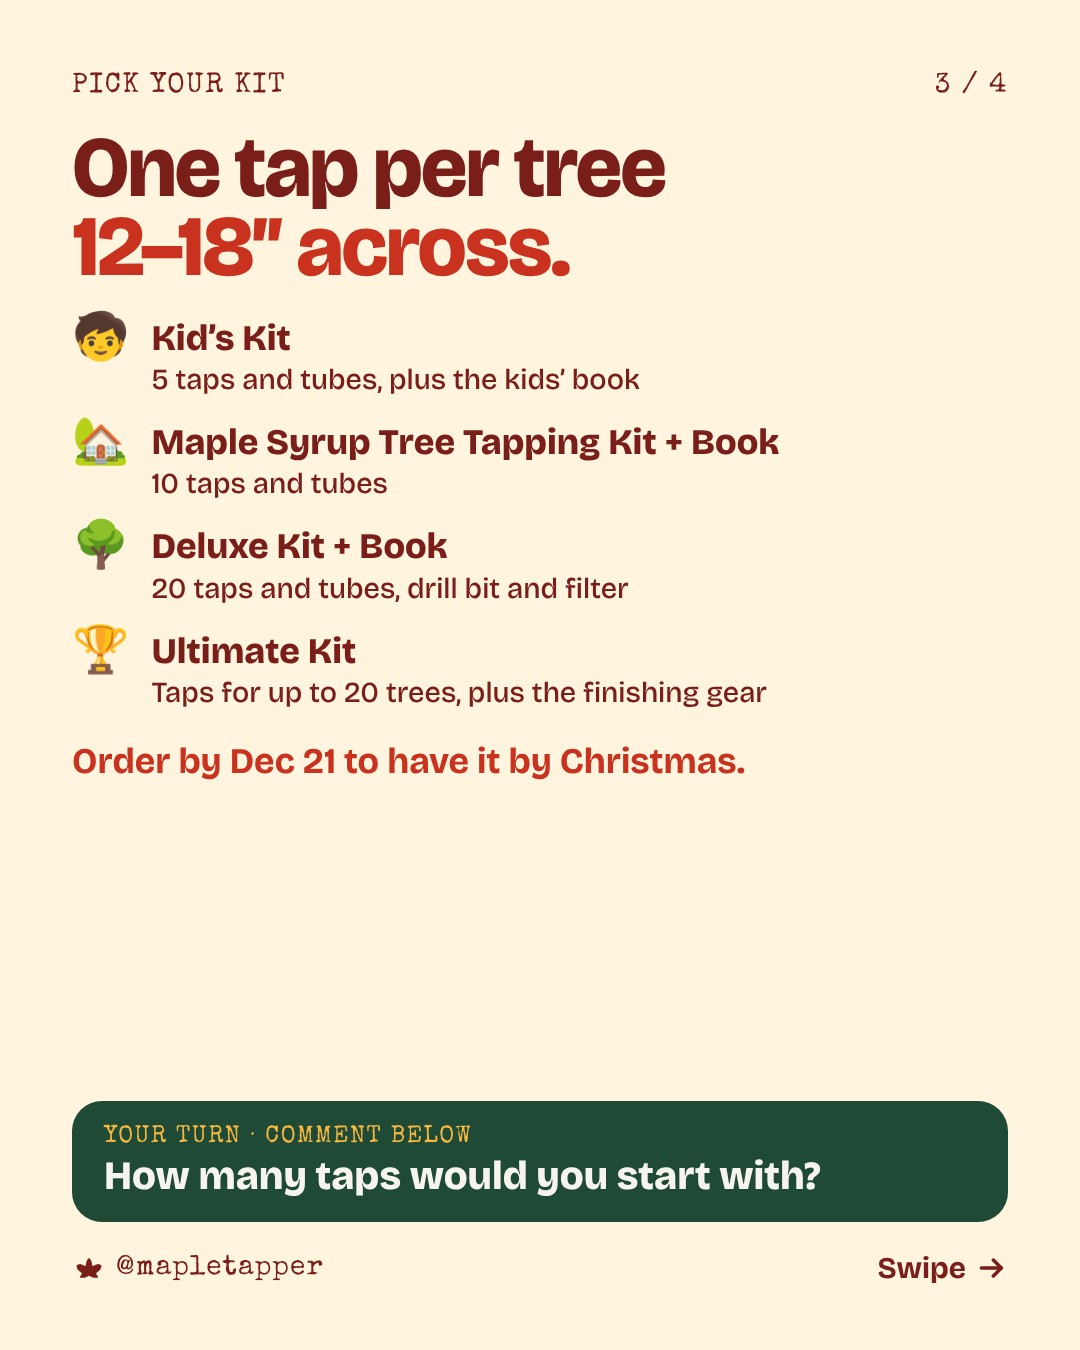 PICK YOUR KIT
3 / 4
One tap per tree
12–18″ across.
Kid’s Kit
5 taps and tubes, plus the kids’ book
Maple Syrup Tree Tapping Kit + Book
10 taps and tubes
Deluxe Kit + Book
20 taps and tubes, drill bit and filter
Ultimate Kit
Taps for up to 20 trees, plus the finishing gear
Order by Dec 21 to have it by Christmas.
YOUR TURN · COMMENT BELOW
How many taps would you start with?
@mapletapper
Swipe →